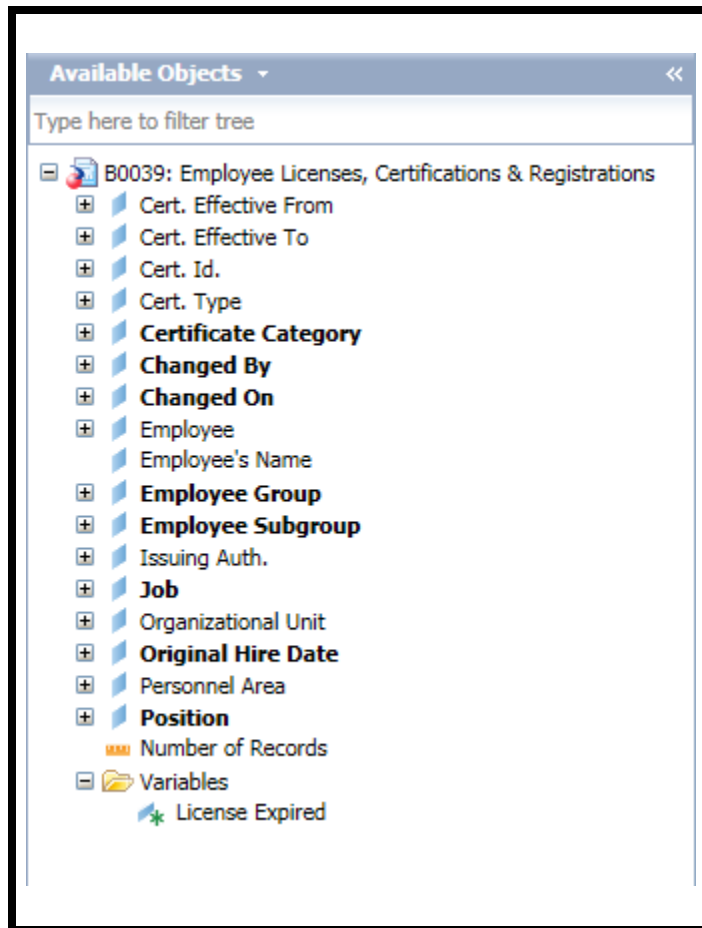 Available Objects
Type here to filter tree
B0039: Employee Licenses, Certifications & Registrations
Cert. Effective From
Cert. Effective To
Cert. Id.
Cert. Type
Certificate Category
Changed By
Changed On
Employee
Employee's Name
Employee Group
Employee Subgroup
Issuing Auth.
Job
Organizational Unit
Original Hire Date
Personnel Area
Position
Number of Records
Variables
License Expired